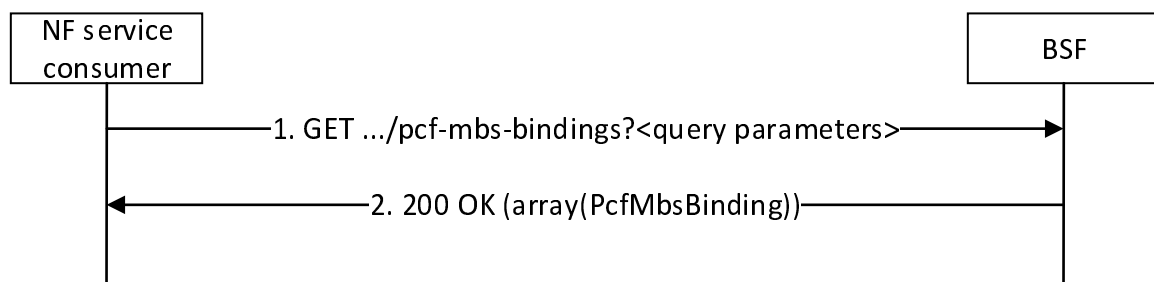 NF service
consumer
BSF
1. GET .../pcf-mbs-bindings?<query parameters>
2. 200 OK (array(PcfMbsBinding))